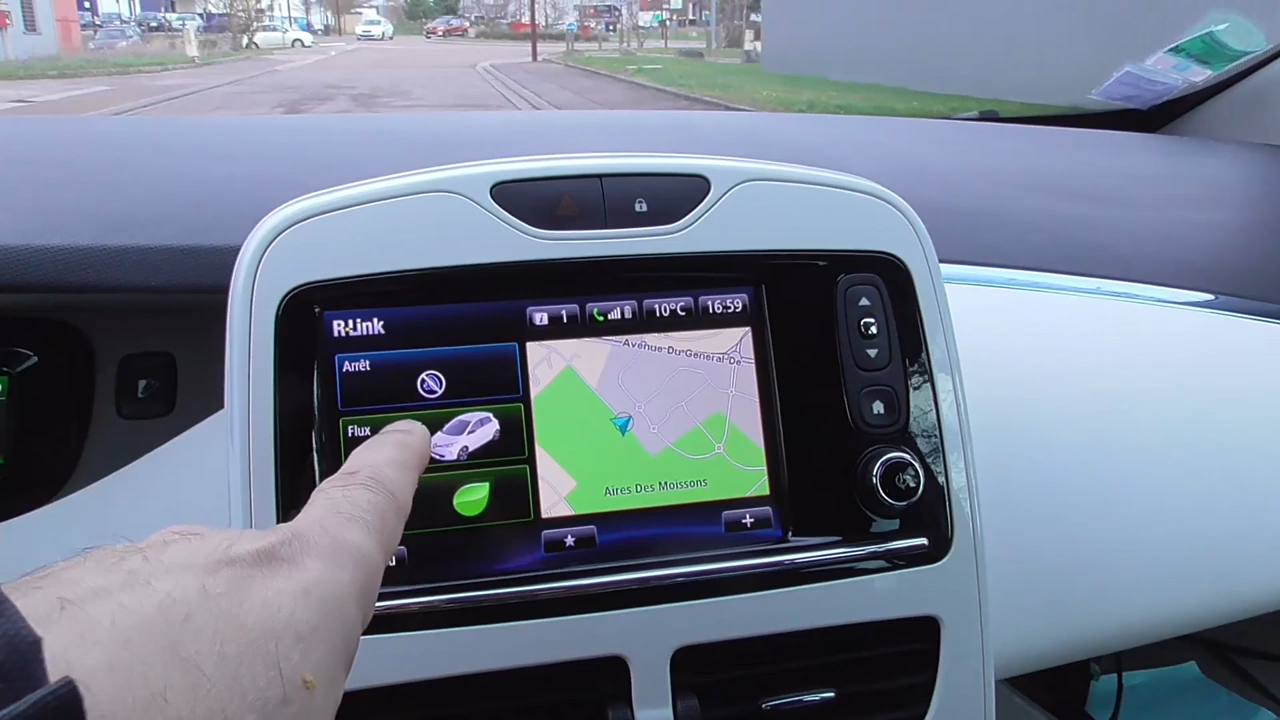 R-Link
1
10°C
16:59
Arrêt
Flux
Avenue Du General-De
Aires Des Moissons